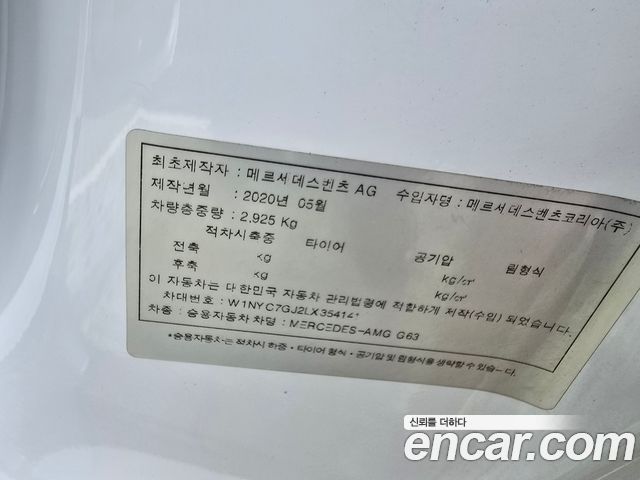 최초제작자 : 메르세데스벤츠 AG 수입자명 : 메르세데스벤츠코리아(주)
제작년월 : 2020년 05월
차량총중량 : 2,925 Kg
적차시축중 타이어 공기압 림형식
전축 Kg kg/㎠
후축 Kg kg/㎠
이 자동차는 대한민국 자동차 관리법령에 적합하게 제작(수입) 되었습니다.
차대번호 : W1NYC7GJ2LX354141
차종 : 승용자동차 차명 : MERCEDES-AMG G63
*승용자동차는 적차시 하중·타이어 형식·공기압 및 림형식을 생략할 수 있습니다.
신뢰를 더하다
encar.com